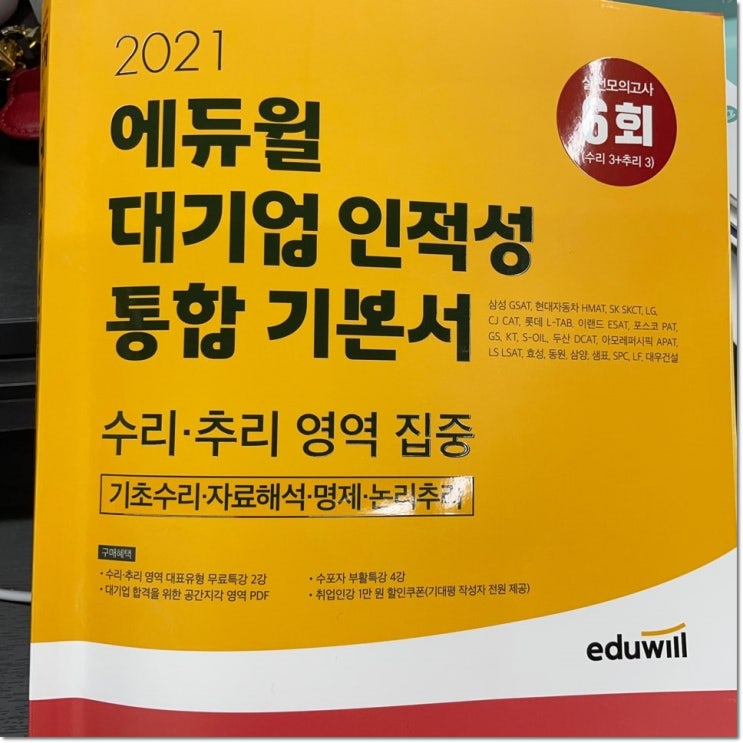 2021
에듀윌
대기업 인적성
통합 기본서
실전모의고사
6회
(수리 3+추리 3)
삼성 GSAT, 현대자동차 HMAT, SK SKCT, LG,
CJ CAT, 롯데 L-TAB, 이랜드 ESAT, 포스코 PAT,
GS, KT, S-OIL, 두산 DCAT, 아모레퍼시픽 APAT,
LS LSAT, 효성, 동원, 삼양, 샘표, SPC, LF, 대우건설
수리·추리 영역 집중
기초수리·자료해석·명제·논리추리
구매혜택
• 수리·추리 영역 대표유형 무료특강 2강
• 대기업 합격을 위한 공간지각 영역 PDF
• 수포자 부활특강 4강
• 취업인강 1만 원 할인쿠폰(기대평 작성자 전원 제공)
eduwill